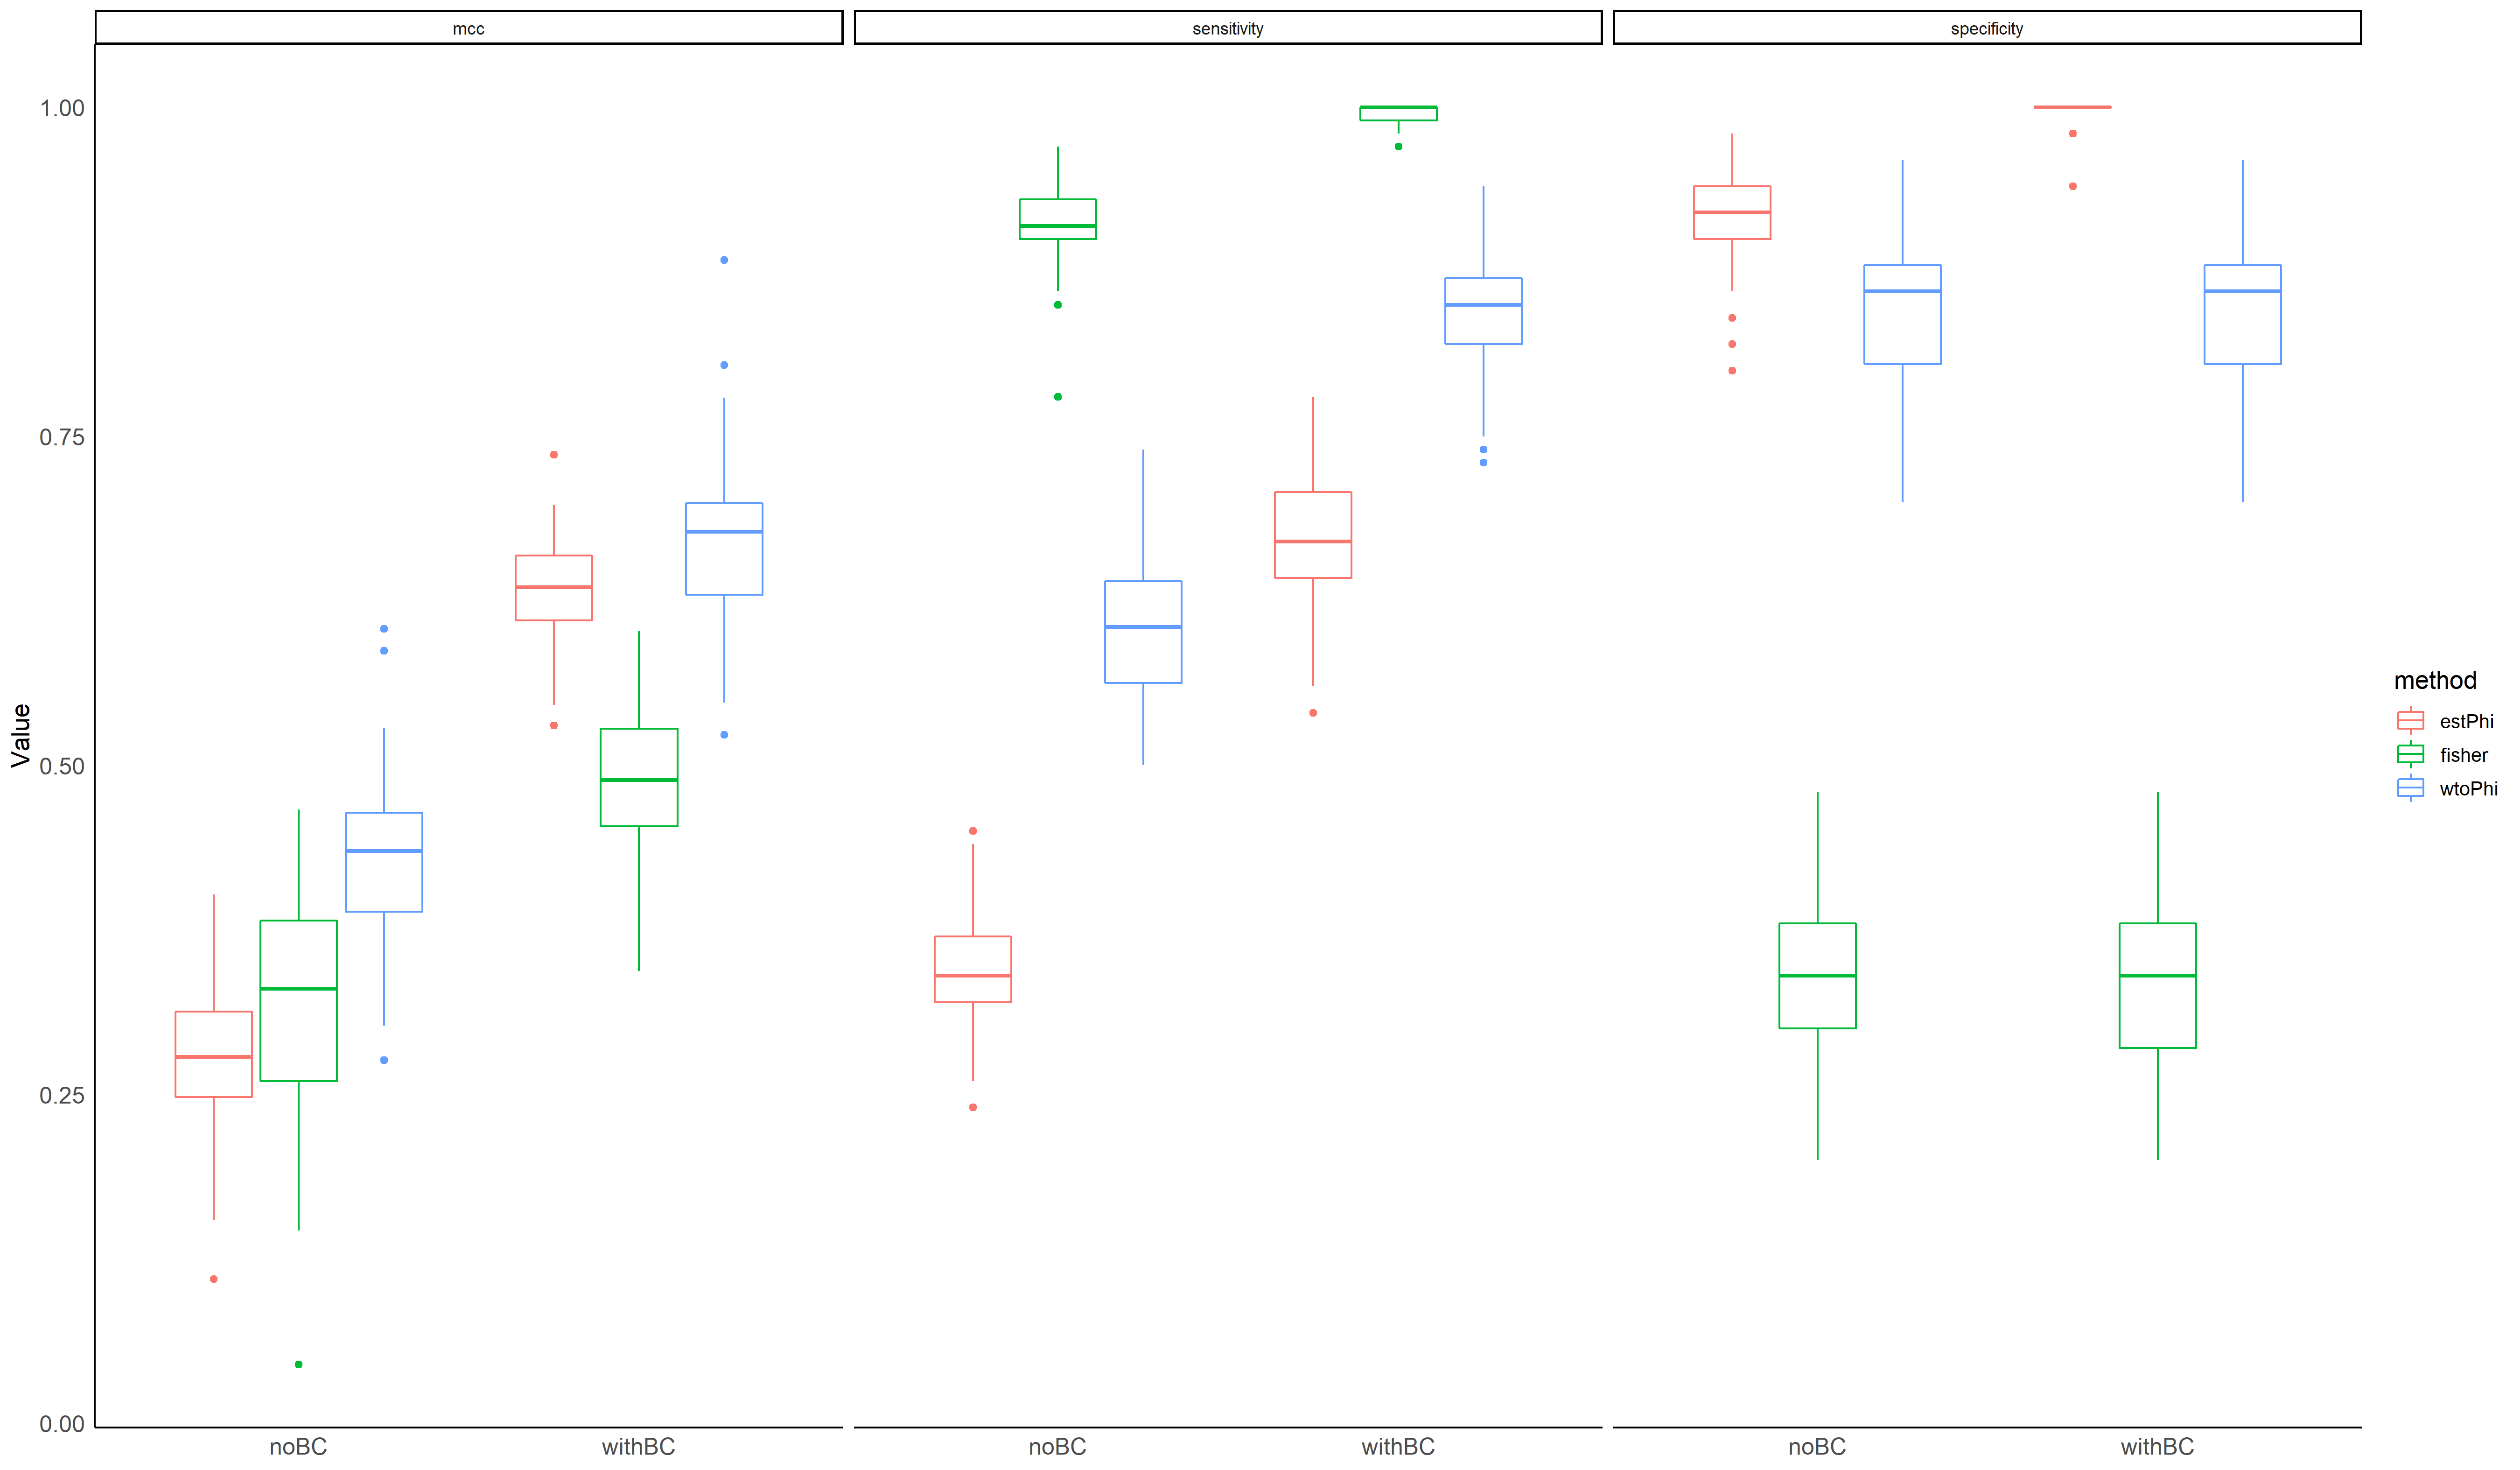 mcc
sensitivity
specificity
1.00
0.75
0.50
0.25
0.00
Value
noBC
withBC
noBC
withBC
noBC
withBC
method
estPhi
fisher
wtoPhi